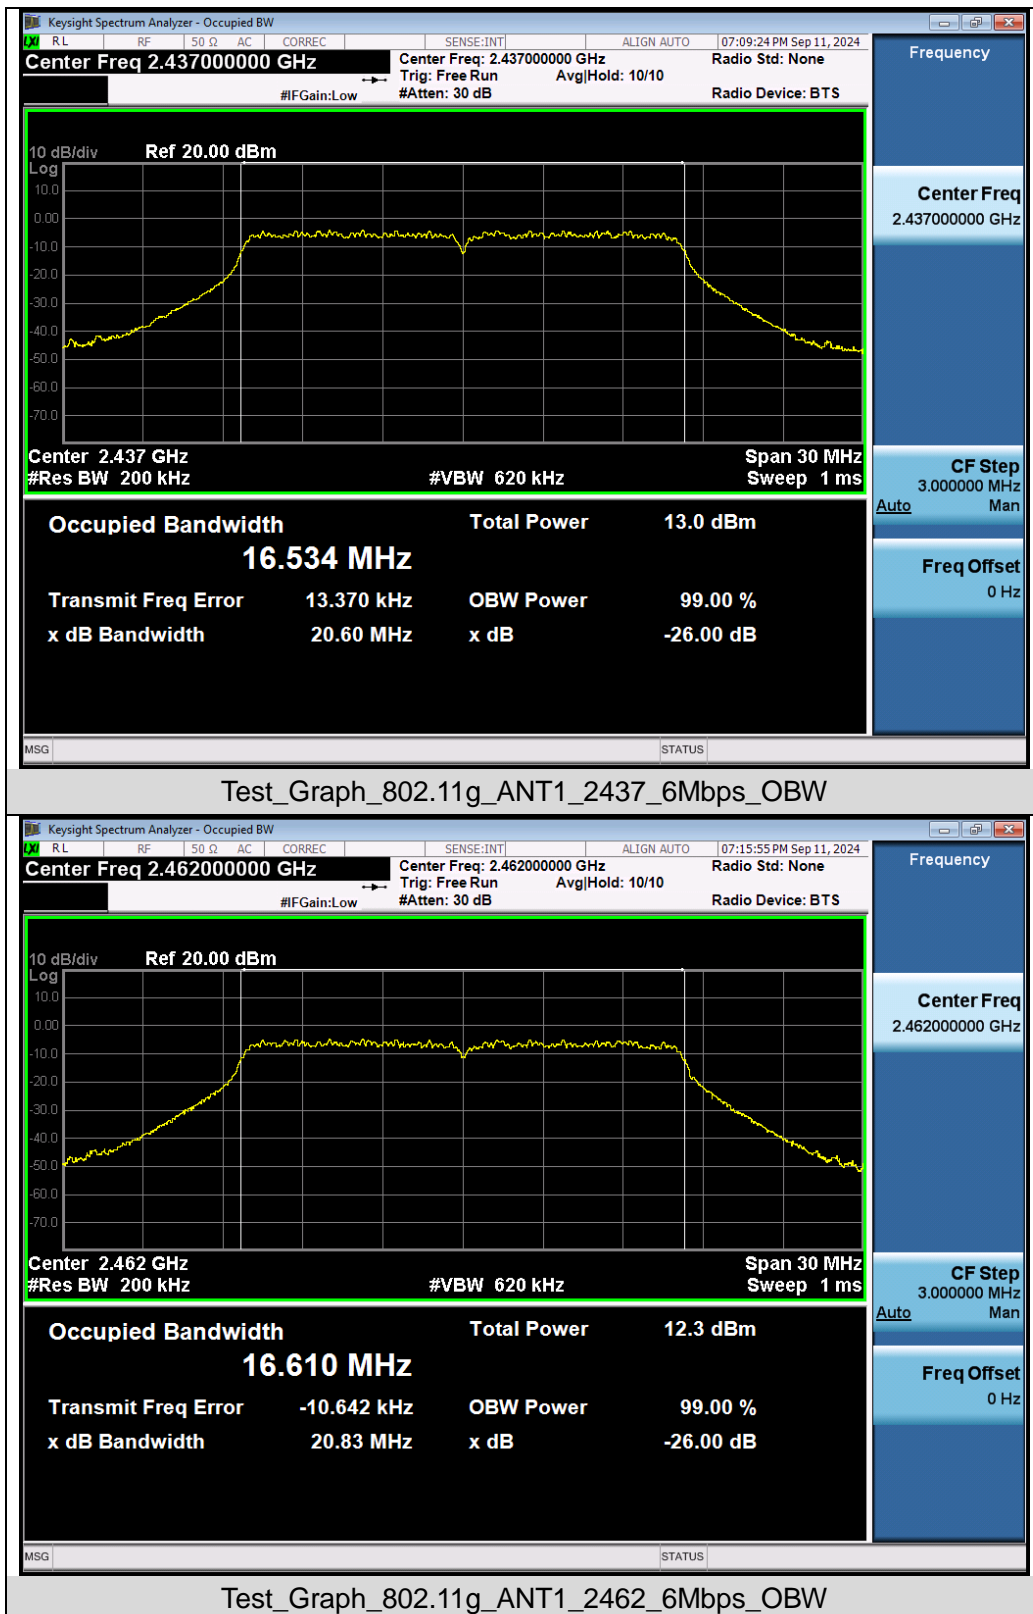 Keysight Spectrum Analyzer - Occupied BW
LXI RL RF 50 Ω AC CORREC SENSE:INT ALIGN AUTO 07:09:24 PM Sep 11, 2024
Center Freq 2.437000000 GHz Center Freq: 2.437000000 GHz Radio Std: None
Trig: Free Run Avg|Hold: 10/10
#IFGain:Low #Atten: 30 dB Radio Device: BTS
10 dB/div Ref 20.00 dBm
Log
10.0
0.00
-10.0
-20.0
-30.0
-40.0
-50.0
-60.0
-70.0
Center 2.437 GHz Span 30 MHz
#Res BW 200 kHz #VBW 620 kHz Sweep 1 ms
Occupied Bandwidth Total Power 13.0 dBm
16.534 MHz
Transmit Freq Error 13.370 kHz OBW Power 99.00 %
x dB Bandwidth 20.60 MHz x dB -26.00 dB
MSG STATUS
Frequency
Center Freq
2.437000000 GHz
CF Step
3.000000 MHz
Auto Man
Freq Offset
0 Hz
Test_Graph_802.11g_ANT1_2437_6Mbps_OBW
Keysight Spectrum Analyzer - Occupied BW
LXI RL RF 50 Ω AC CORREC SENSE:INT ALIGN AUTO 07:15:55 PM Sep 11, 2024
Center Freq 2.462000000 GHz Center Freq: 2.462000000 GHz Radio Std: None
Trig: Free Run Avg|Hold: 10/10
#IFGain:Low #Atten: 30 dB Radio Device: BTS
10 dB/div Ref 20.00 dBm
Log
10.0
0.00
-10.0
-20.0
-30.0
-40.0
-50.0
-60.0
-70.0
Center 2.462 GHz Span 30 MHz
#Res BW 200 kHz #VBW 620 kHz Sweep 1 ms
Occupied Bandwidth Total Power 12.3 dBm
16.610 MHz
Transmit Freq Error -10.642 kHz OBW Power 99.00 %
x dB Bandwidth 20.83 MHz x dB -26.00 dB
MSG STATUS
Frequency
Center Freq
2.462000000 GHz
CF Step
3.000000 MHz
Auto Man
Freq Offset
0 Hz
Test_Graph_802.11g_ANT1_2462_6Mbps_OBW